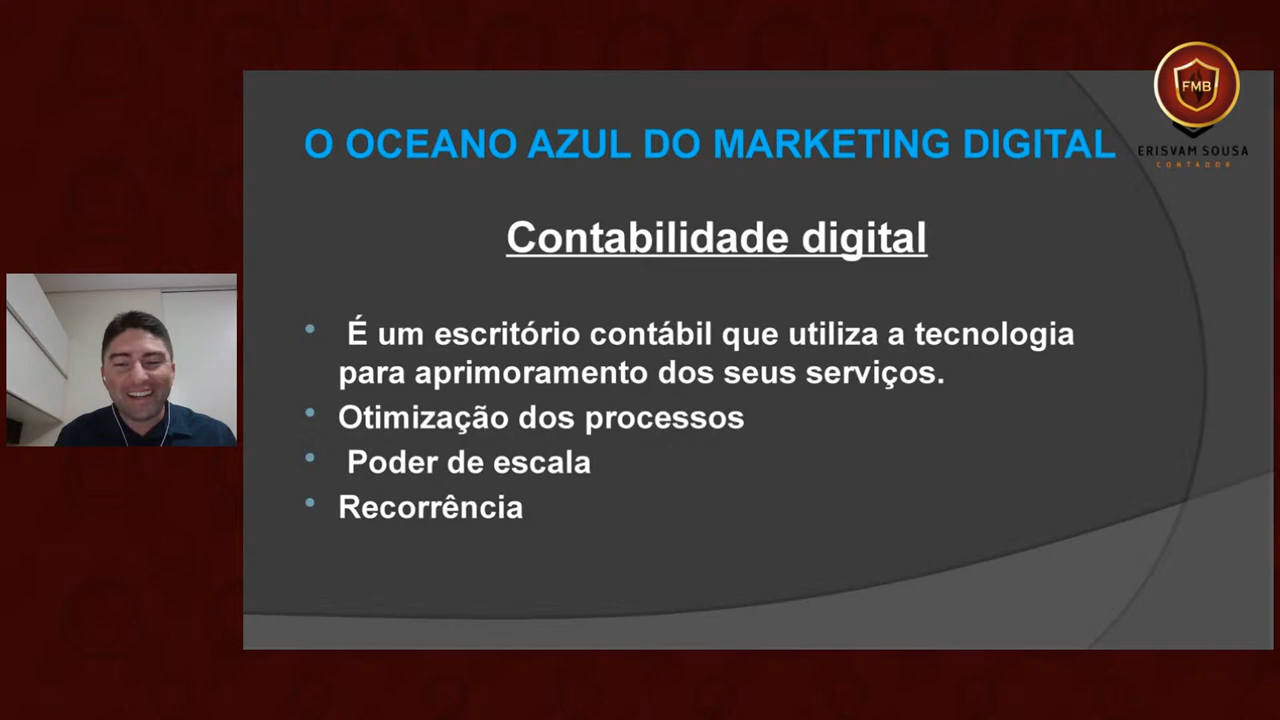 FMB
ERISVAM SOUSA
CONTADOR
O OCEANO AZUL DO MARKETING DIGITAL
Contabilidade digital
• É um escritório contábil que utiliza a tecnologia
para aprimoramento dos seus serviços.
• Otimização dos processos
• Poder de escala
• Recorrência